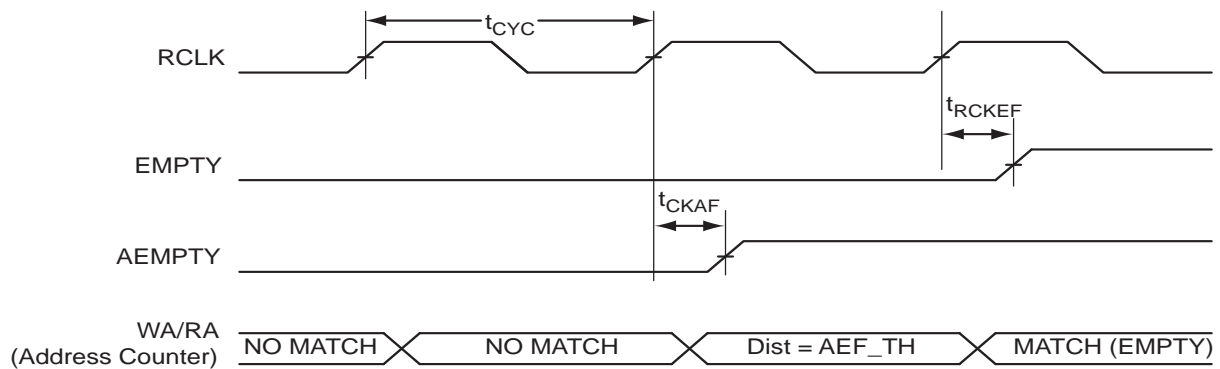 tCYC
RCLK
tRCKEF
EMPTY
tCKAF
AEMPTY
WA/RA
(Address Counter)
NO MATCH
NO MATCH
Dist = AEF_TH
MATCH (EMPTY)